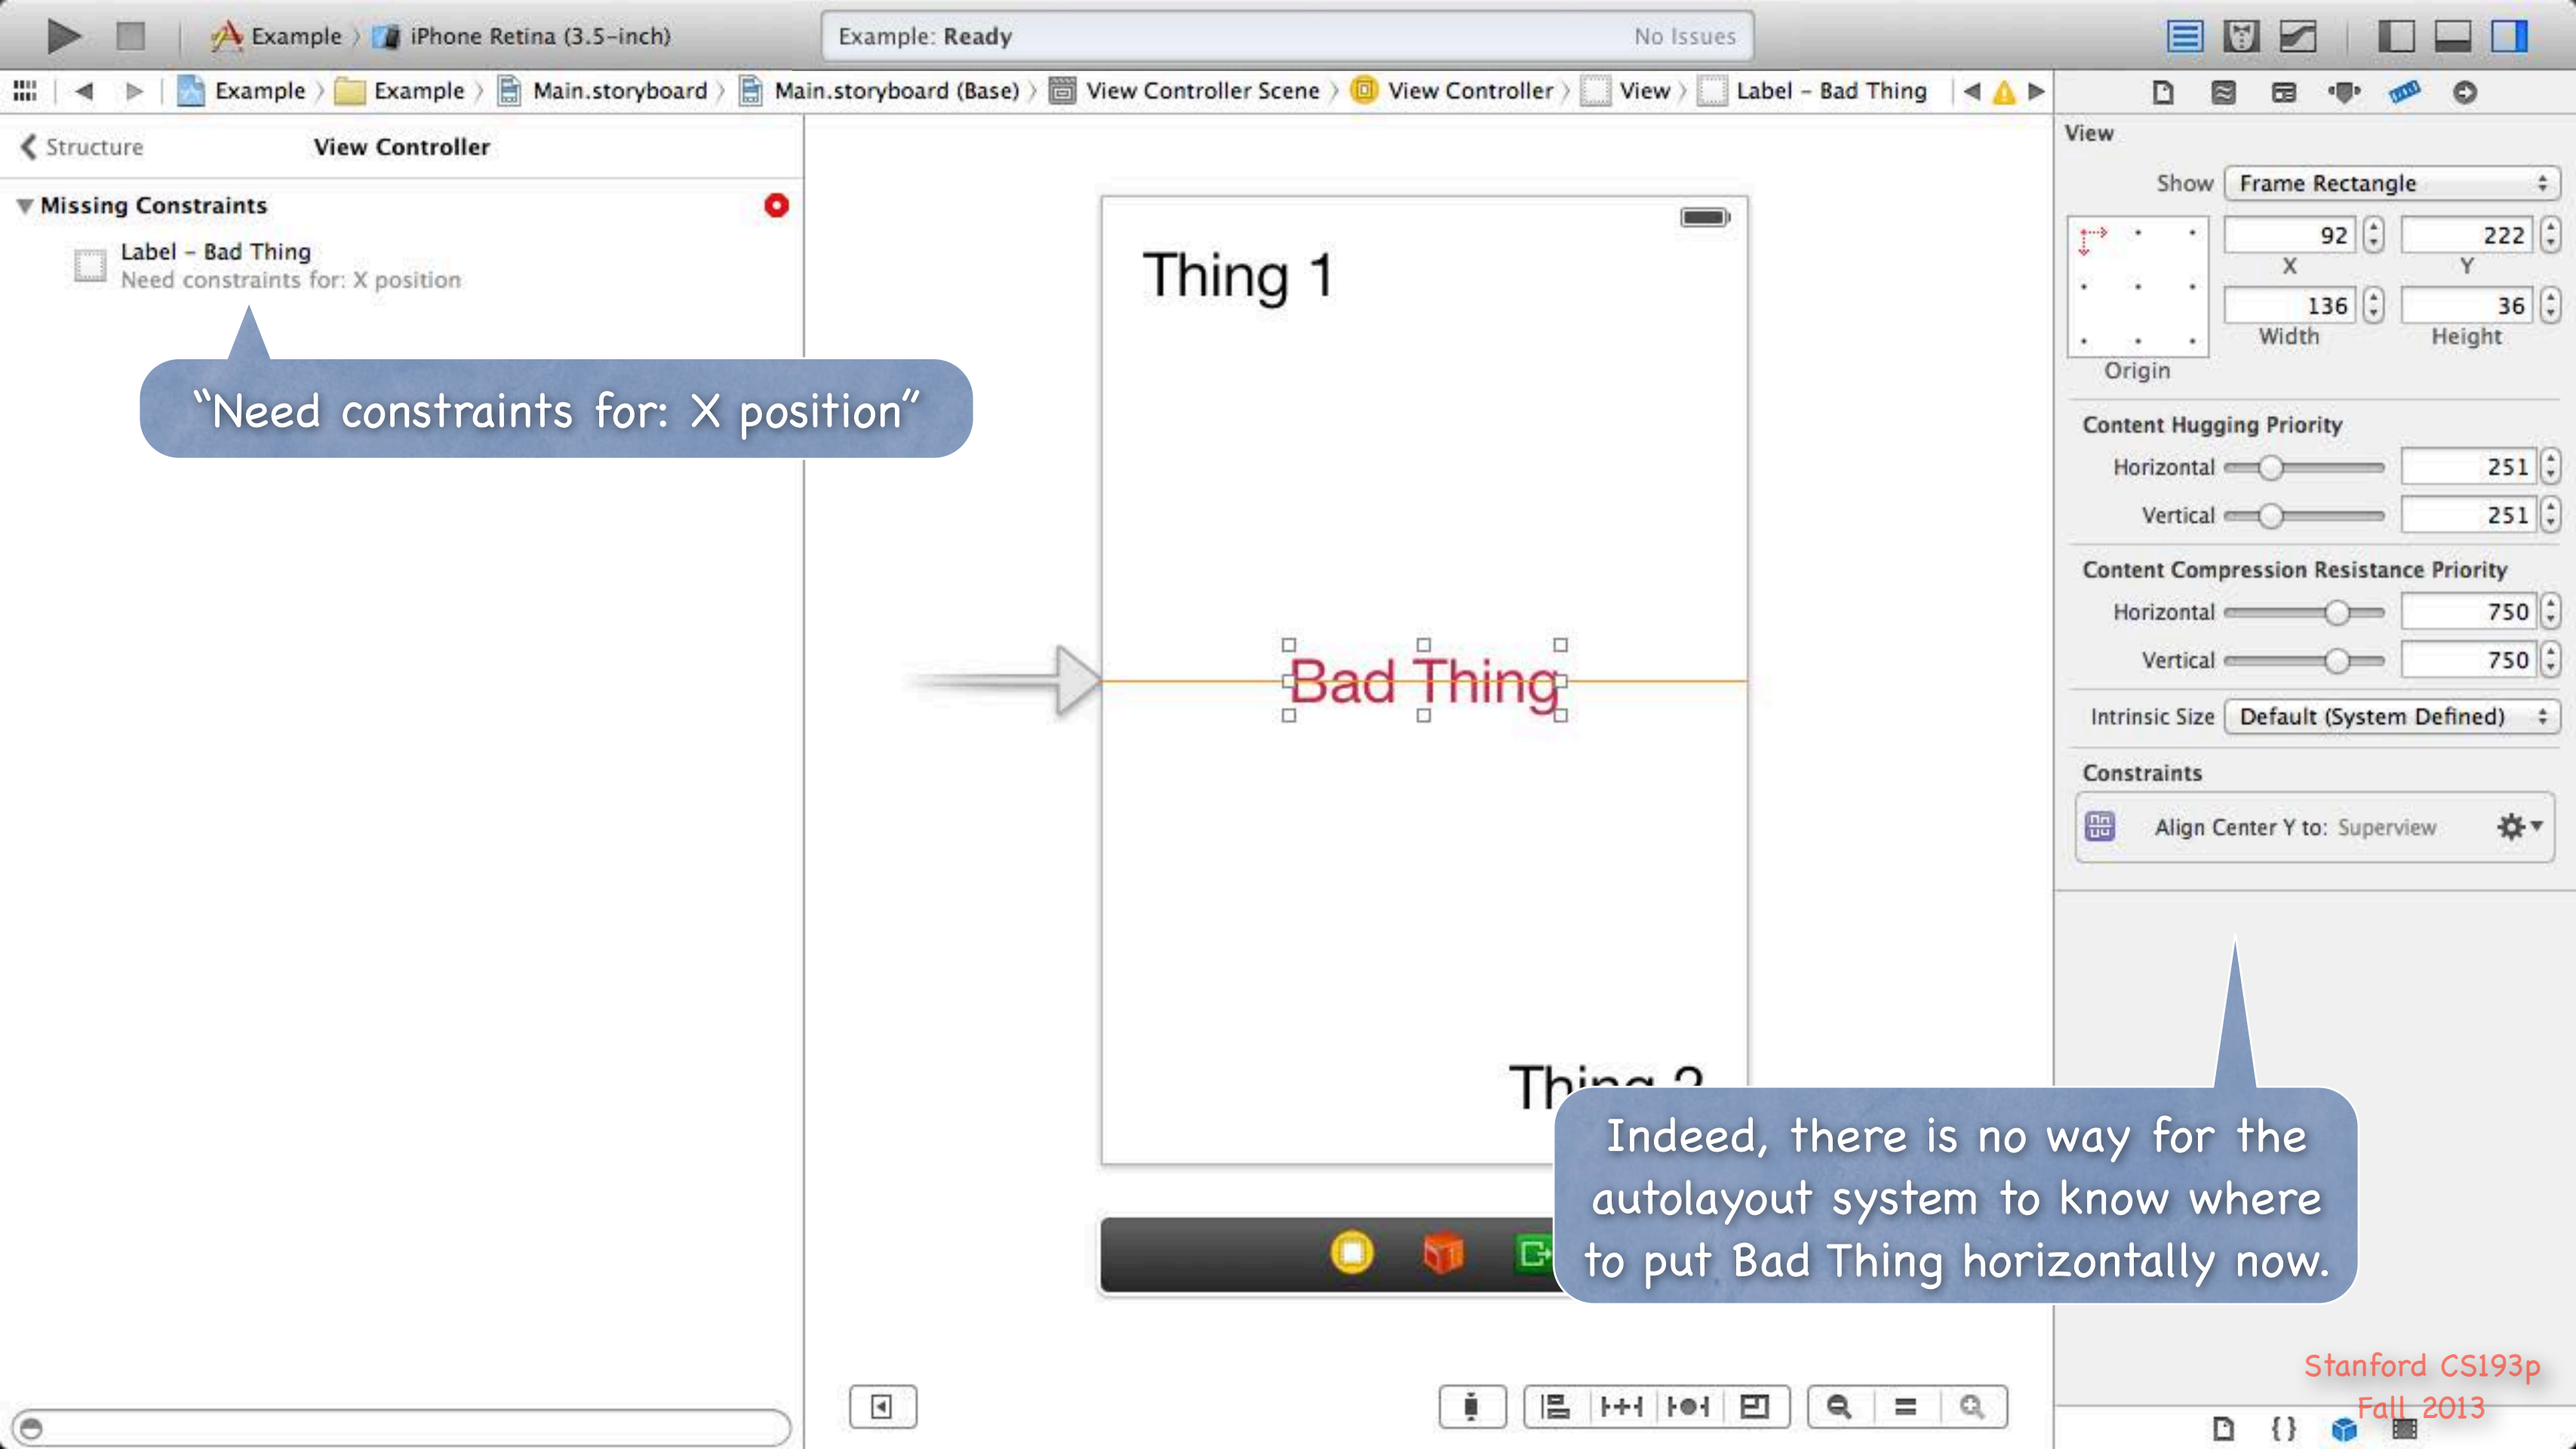 Example
iPhone Retina (3.5-inch)
Example: Ready
No Issues
Example
Example
Main.storyboard
Main.storyboard (Base)
View Controller Scene
View Controller
View
Label – Bad Thing
Structure
View Controller
Missing Constraints
Label – Bad Thing
Need constraints for: X position
“Need constraints for: X position”
Thing 1
Bad Thing
Thing 2
View
Show Frame Rectangle
92 222
X Y
136 36
Width Height
Origin
Content Hugging Priority
Horizontal 251
Vertical 251
Content Compression Resistance Priority
Horizontal 750
Vertical 750
Intrinsic Size Default (System Defined)
Constraints
Align Center Y to: Superview
Indeed, there is no way for the
autolayout system to know where
to put Bad Thing horizontally now.
Stanford CS193p
Fall 2013